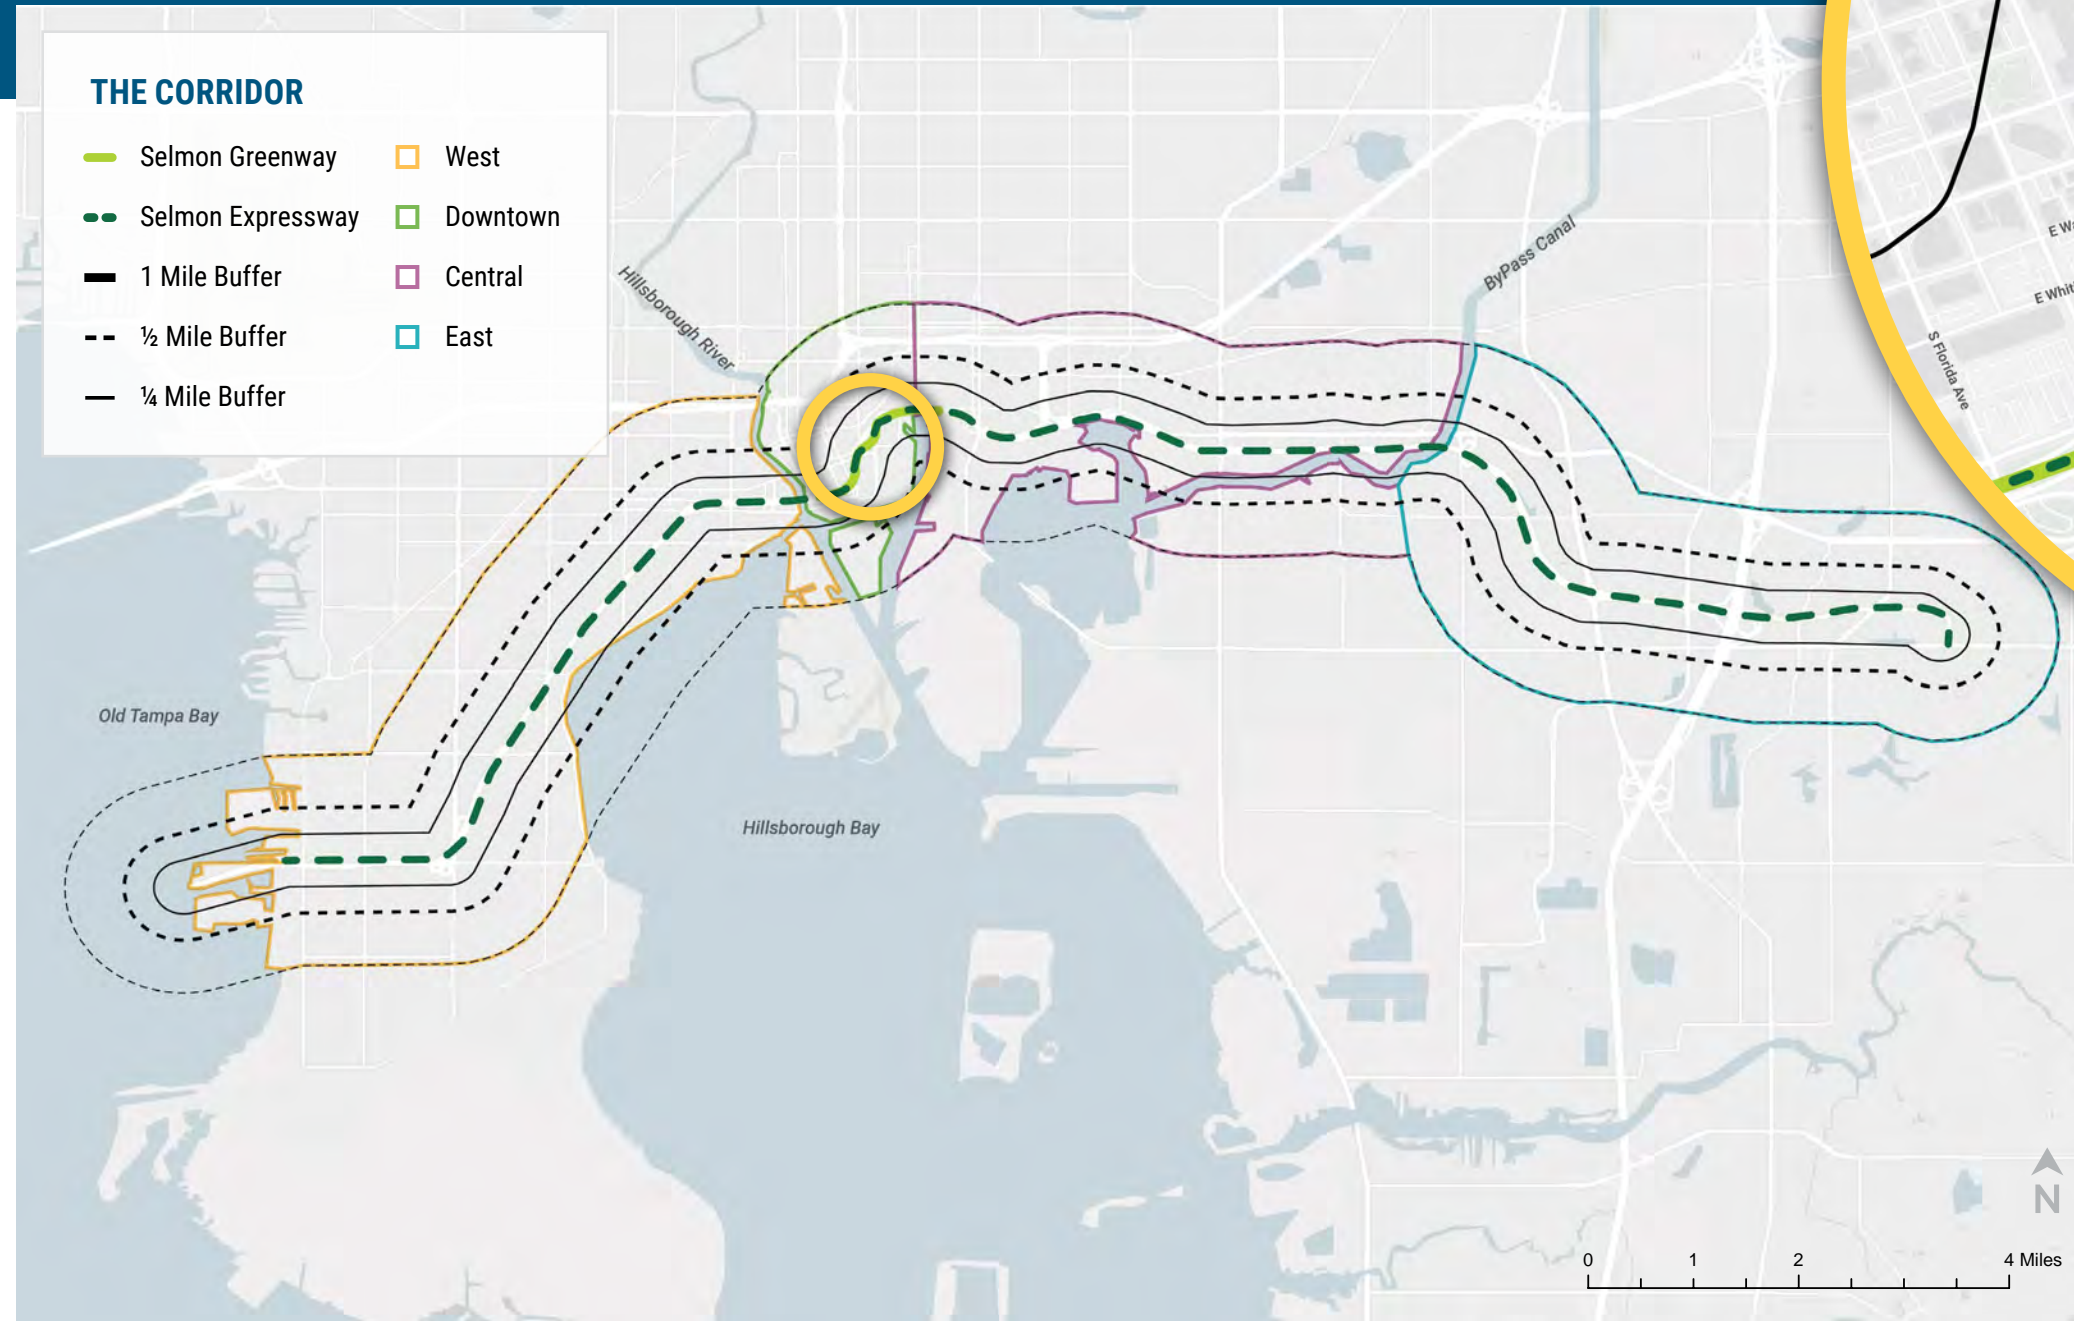 THE CORRIDOR
Selmon Greenway
Selmon Expressway
1 Mile Buffer
½ Mile Buffer
¼ Mile Buffer
West
Downtown
Central
East
Hillsborough River
ByPass Canal
E Whit
S Florida Ave
Old Tampa Bay
Hillsborough Bay
N
0 1 2 4 Miles